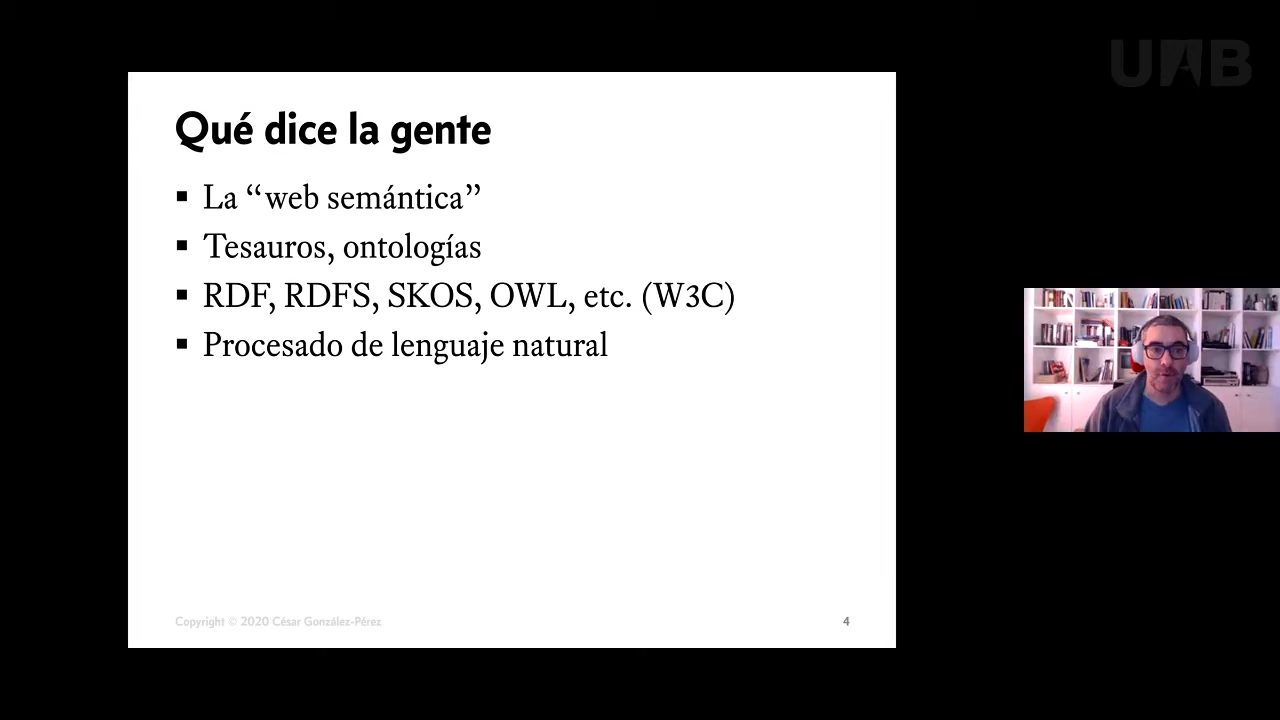 UAB
Qué dice la gente
▪ La “web semántica”
▪ Tesauros, ontologías
▪ RDF, RDFS, SKOS, OWL, etc. (W3C)
▪ Procesado de lenguaje natural
Copyright © 2020 César González-Pérez
4